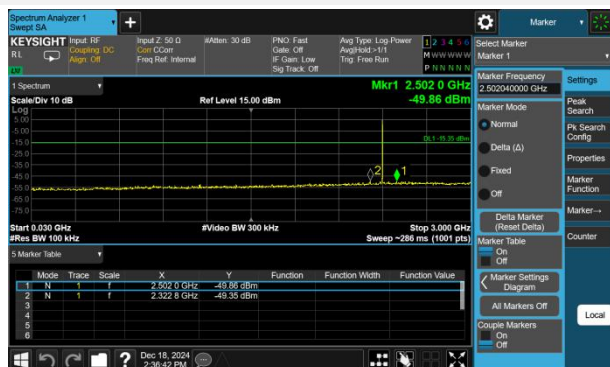 Spectrum Analyzer 1
Swept SA
Marker
KEYSIGHT
RL
Input: RF
Coupling: DC
Align: Off
Input Z: 50 Ω
Corr CCorr
Freq Ref: Internal
#Atten: 30 dB
PNO: Fast
Gate: Off
IF Gain: Low
Sig Track: Off
Avg Type: Log-Power
Avg|Hold:>1/1
Trig: Free Run
1 2 3 4 5 6
M W W W W W
P N N N N N
LV
Select Marker
Marker 1
1 Spectrum
Scale/Div 10 dB
Log
Ref Level 15.00 dBm
Mkr1 2.502 0 GHz
-49.86 dBm
5.00
-5.00
-15.0
-25.0
-35.0
-45.0
-55.0
-65.0
-75.0
DL1 -15.35 dBm
2
1
Start 0.030 GHz
#Res BW 100 kHz
#Video BW 300 kHz
Stop 3.000 GHz
Sweep ~286 ms (1001 pts)
5 Marker Table
Mode Trace Scale X Y Function Function Width Function Value
1 N 1 f 2.502 0 GHz -49.86 dBm
2 N 1 f 2.322 8 GHz -49.35 dBm
3
4
5
6
Marker Frequency
2.502040000 GHz
Marker Mode
Normal
Delta (Δ)
Fixed
Off
Delta Marker
(Reset Delta)
Marker Table
On
Off
Marker Settings
Diagram
All Markers Off
Couple Markers
On
Off
Settings
Peak
Search
Pk Search
Config
Properties
Marker
Function
Marker→
Counter
Local
?
Dec 18, 2024
2:36:42 PM